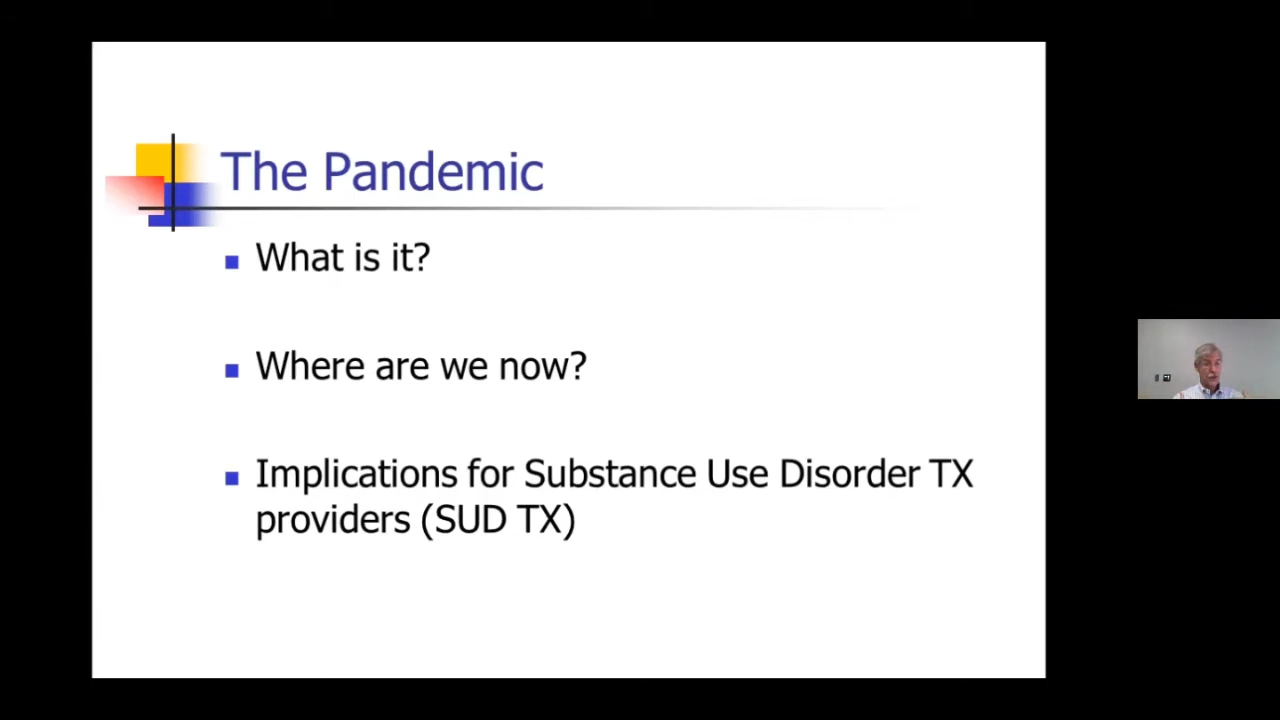 The Pandemic
What is it?
Where are we now?
Implications for Substance Use Disorder TX
providers (SUD TX)